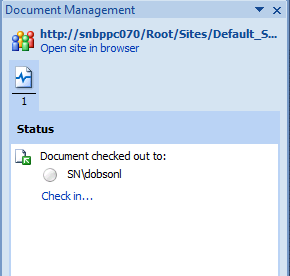 Document Management
http://snbppc070/Root/Sites/Default_S...
Open site in browser
1
Status
Document checked out to:
SN\dobsonl
Check in...